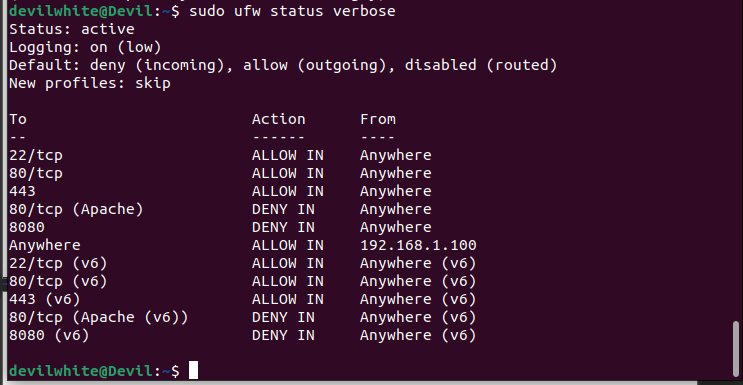 devilwhite@Devil:~$ sudo ufw status verbose
Status: active
Logging: on (low)
Default: deny (incoming), allow (outgoing), disabled (routed)
New profiles: skip

To                         Action      From
--                         ------      ----
22/tcp                     ALLOW IN    Anywhere
80/tcp                     ALLOW IN    Anywhere
443                        ALLOW IN    Anywhere
80/tcp (Apache)            DENY IN     Anywhere
8080                       DENY IN     Anywhere
Anywhere                   ALLOW IN    192.168.1.100
22/tcp (v6)                ALLOW IN    Anywhere (v6)
80/tcp (v6)                ALLOW IN    Anywhere (v6)
443 (v6)                   ALLOW IN    Anywhere (v6)
80/tcp (Apache (v6))       DENY IN     Anywhere (v6)
8080 (v6)                  DENY IN     Anywhere (v6)

devilwhite@Devil:~$